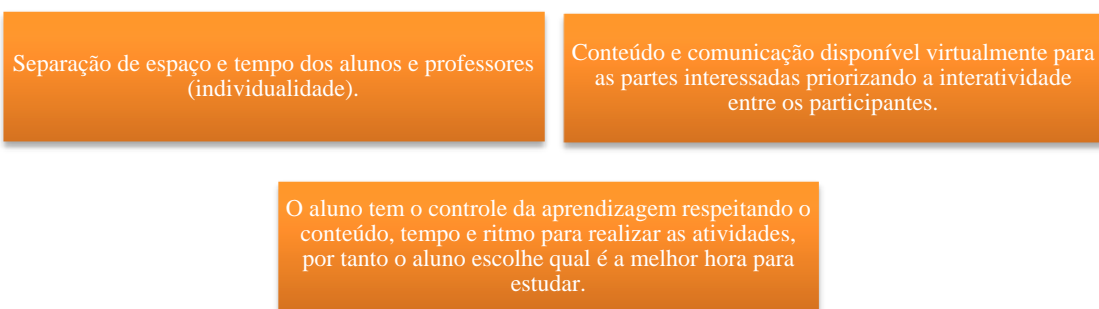 Separação de espaço e tempo dos alunos e professores
(individualidade).
Conteúdo e comunicação disponível virtualmente para
as partes interessadas priorizando a interatividade
entre os participantes.
O aluno tem o controle da aprendizagem respeitando o
conteúdo, tempo e ritmo para realizar as atividades,
por tanto o aluno escolhe qual é a melhor hora para
estudar.